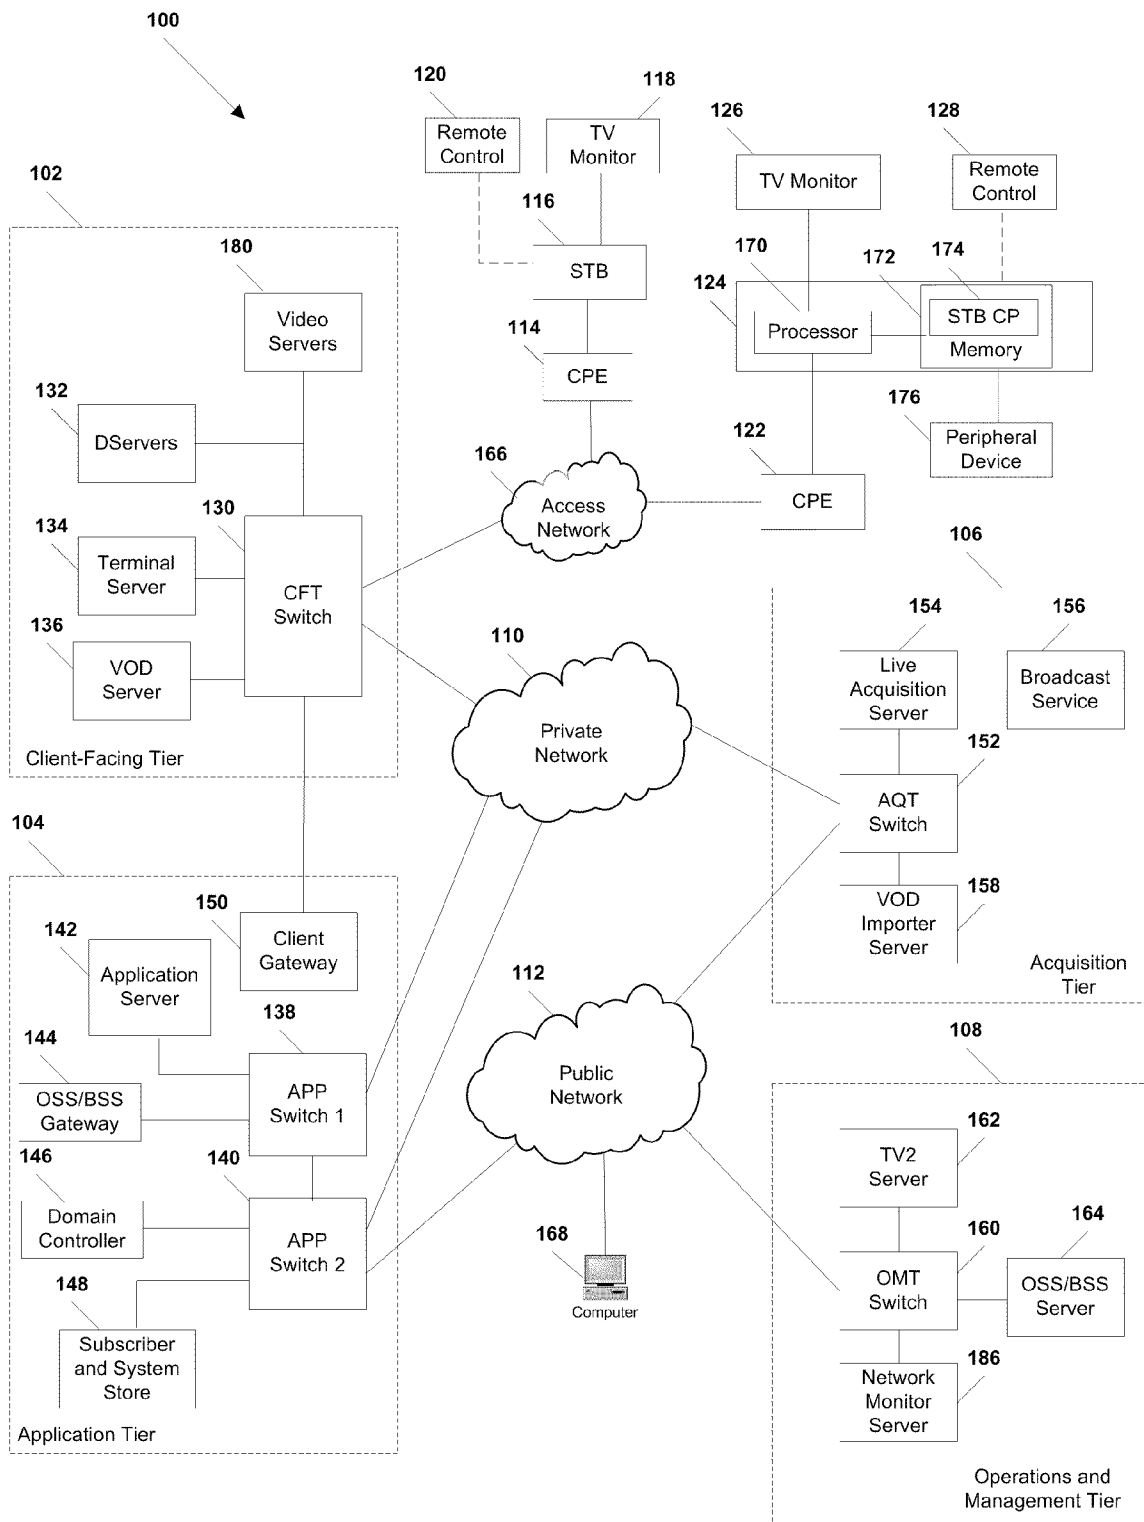 100
120
118
126
128
Remote
Control
TV
Monitor
TV Monitor
Remote
Control
102
116
180
STB
170
172
174
124
STB CP
Processor
Memory
Video
Servers
114
CPE
132
DServers
176
Peripheral
Device
122
CPE
166
Access
Network
130
134
Terminal
Server
CFT
Switch
136
VOD
Server
Client-Facing Tier
106
154
156
Live
Acquisition
Server
Broadcast
Service
110
Private
Network
152
AQT
Switch
158
VOD
Importer
Server
Acquisition
Tier
104
150
Client
Gateway
142
Application
Server
138
144
OSS/BSS
Gateway
APP
Switch 1
146
140
Domain
Controller
APP
Switch 2
148
Subscriber
and System
Store
Application Tier
112
Public
Network
168
Computer
108
162
TV2
Server
160
164
OMT
Switch
OSS/BSS
Server
186
Network
Monitor
Server
Operations and
Management Tier